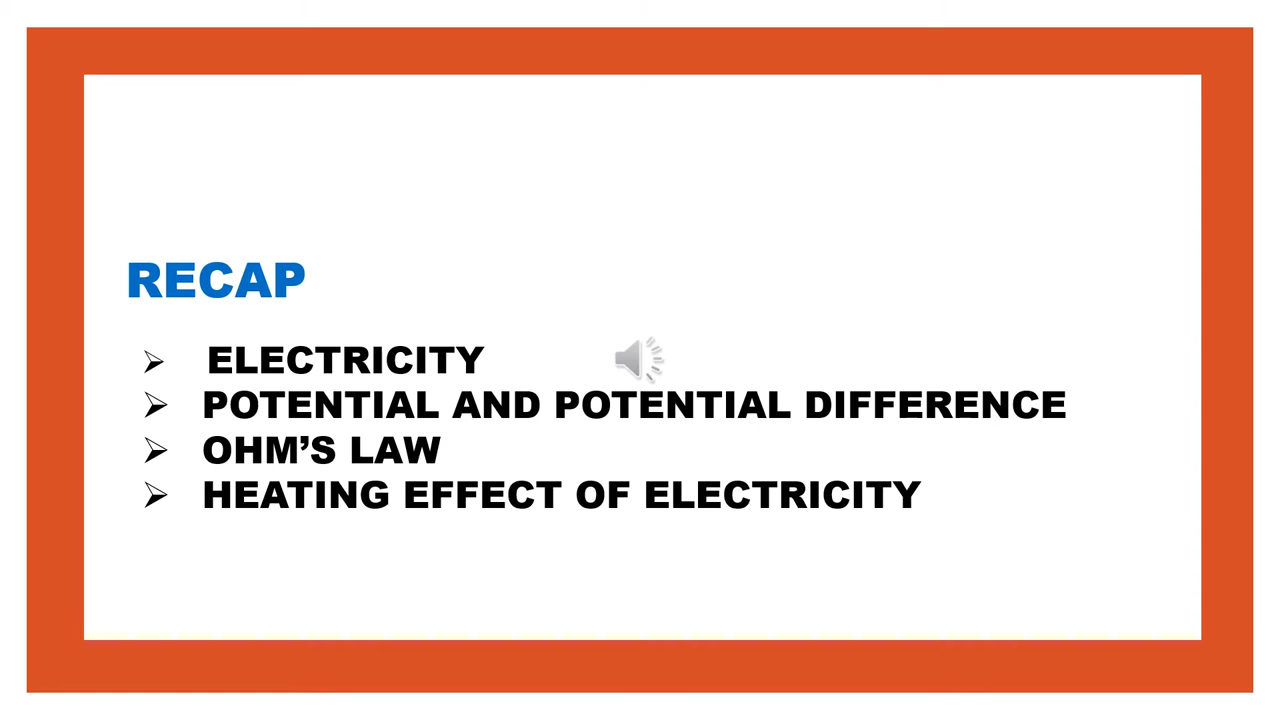 RECAP
➢ ELECTRICITY
➢ POTENTIAL AND POTENTIAL DIFFERENCE
➢ OHM’S LAW
➢ HEATING EFFECT OF ELECTRICITY